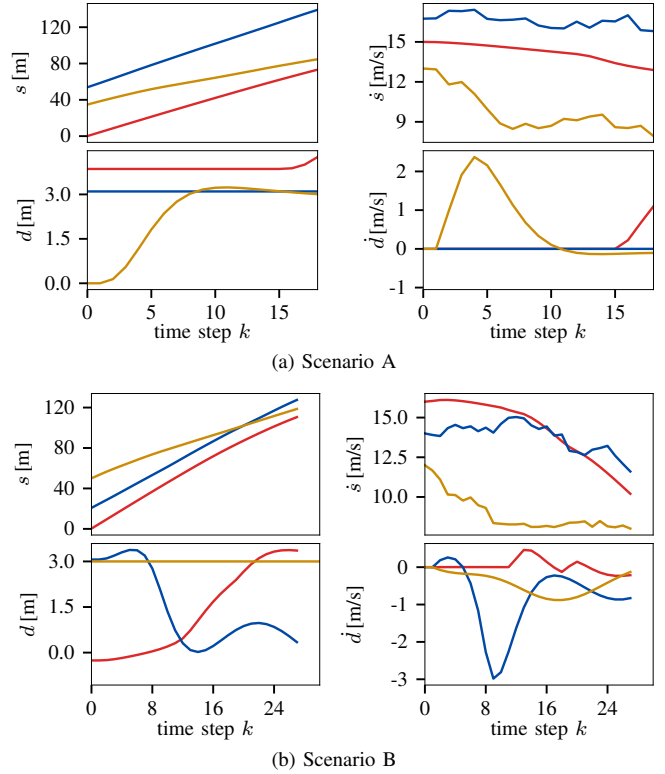 120
80
40
0
s [m]
15
12
9
ṡ [m/s]
3.0
1.5
0.0
d [m]
0 5 10 15
time step k
2
1
0
-1
ḋ [m/s]
0 5 10 15
time step k
(a) Scenario A
120
80
40
0
s [m]
15.0
12.5
10.0
ṡ [m/s]
3.0
1.5
0.0
d [m]
0 8 16 24
time step k
0
-1
-2
-3
ḋ [m/s]
0 8 16 24
time step k
(b) Scenario B